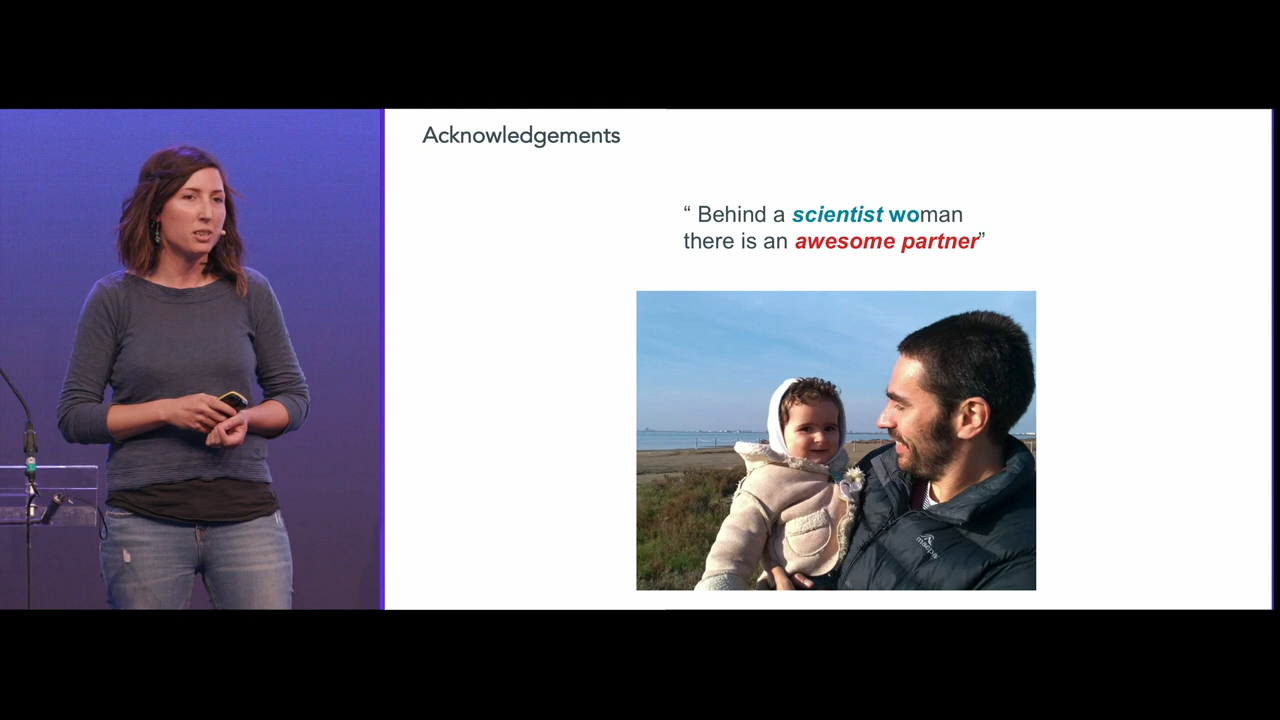 Acknowledgements
“ Behind a scientist woman
there is an awesome partner”